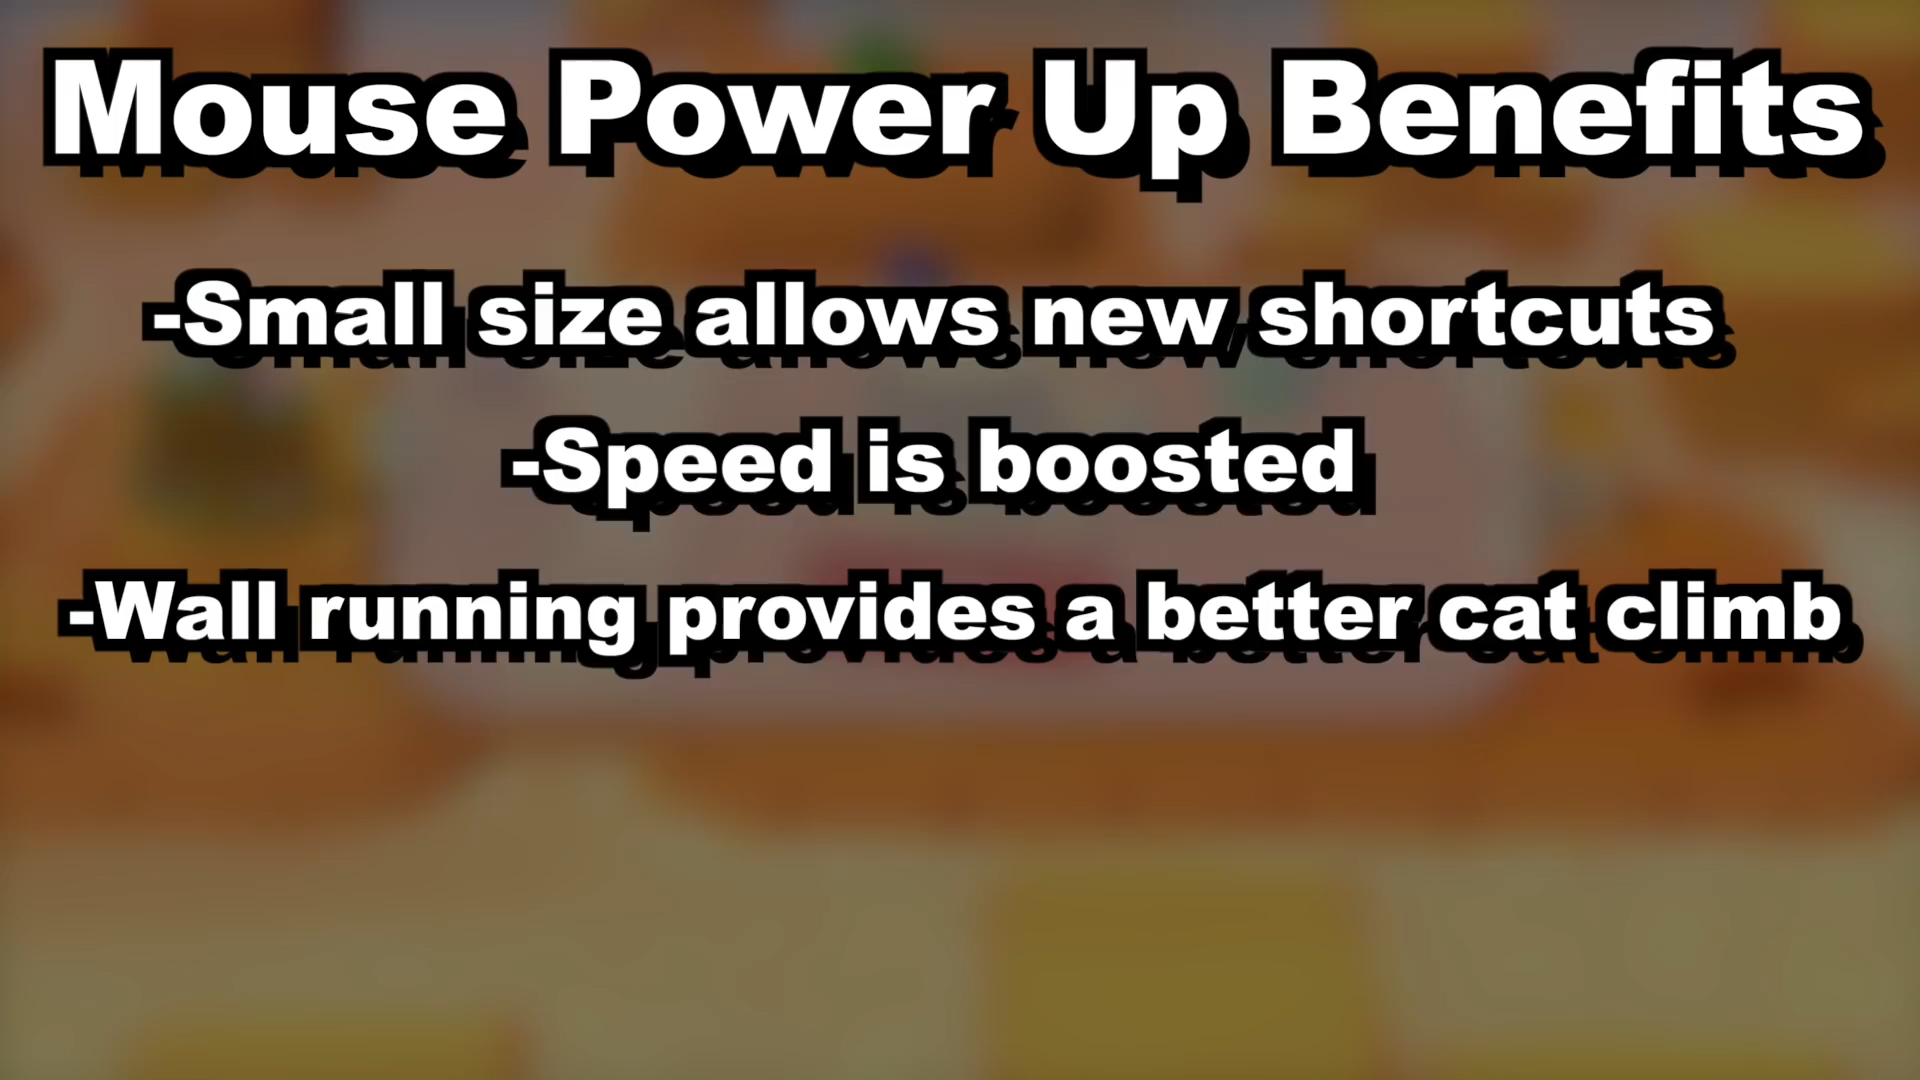 Mouse Power Up Benefits
-Small size allows new shortcuts
-Speed is boosted
-Wall running provides a better cat climb